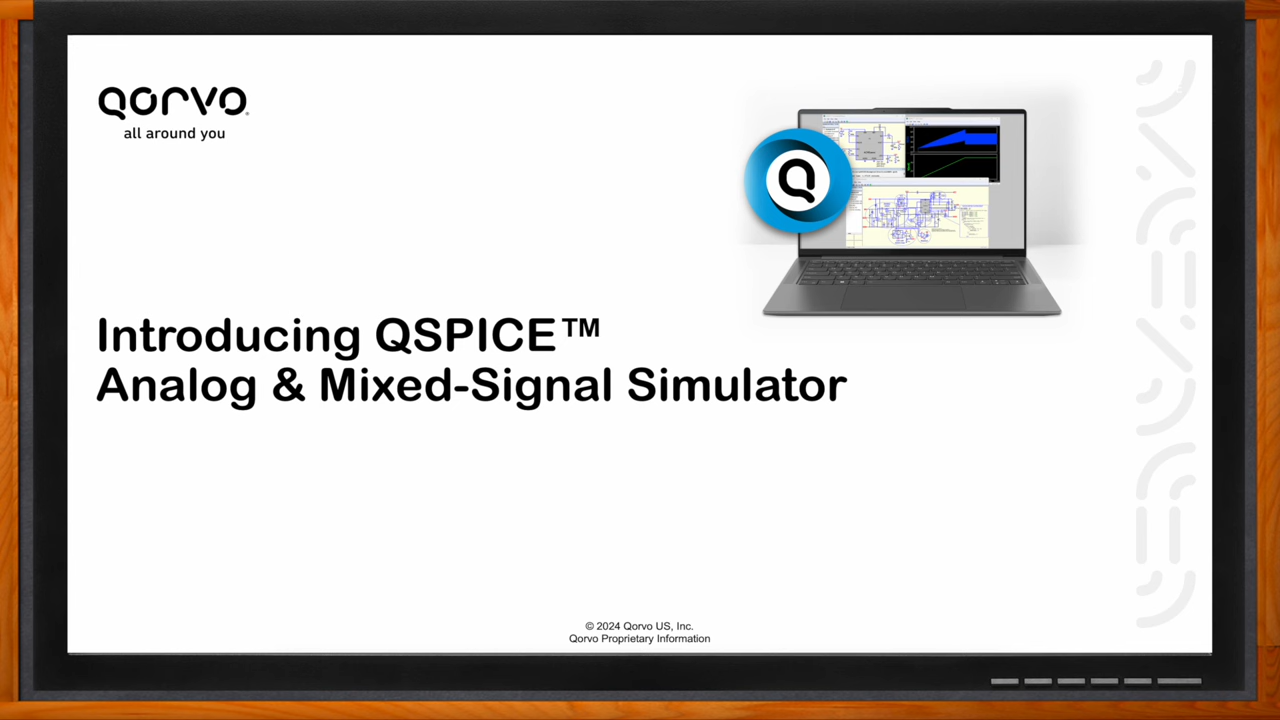 QORVO®
all around you
Introducing QSPICE™
Analog & Mixed-Signal Simulator
© 2024 Qorvo US, Inc.
Qorvo Proprietary Information